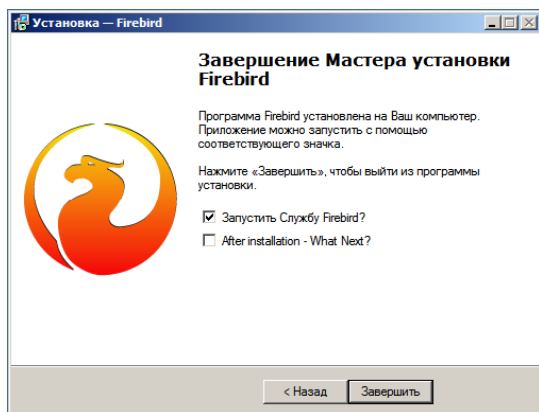 Установка — Firebird
Завершение Мастера установки
Firebird
Программа Firebird установлена на Ваш компьютер.
Приложение можно запустить с помощью
соответствующего значка.
Нажмите «Завершить», чтобы выйти из программы
установки.
Запустить Службу Firebird?
After installation - What Next?
< Назад
Завершить